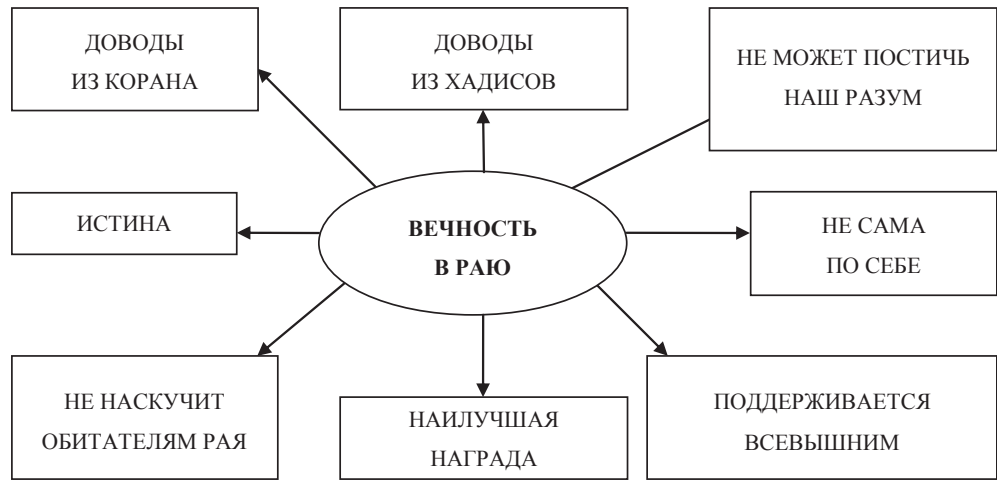 ДОВОДЫ
ИЗ КОРАНА
ДОВОДЫ
ИЗ ХАДИСОВ
НЕ МОЖЕТ ПОСТИЧЬ
НАШ РАЗУМ
ИСТИНА
ВЕЧНОСТЬ
В РАЮ
НЕ САМА
ПО СЕБЕ
НЕ НАСКУЧИТ
ОБИТАТЕЛЯМ РАЯ
НАИЛУЧШАЯ
НАГРАДА
ПОДДЕРЖИВАЕТСЯ
ВСЕВЫШНИМ